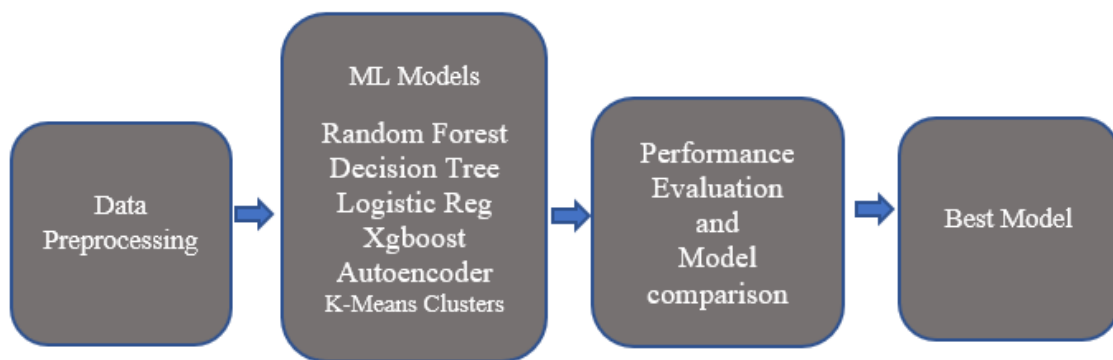 Data
Preprocessing
ML Models
Random Forest
Decision Tree
Logistic Reg
Xgboost
Autoencoder
K-Means Clusters
Performance
Evaluation
and
Model
comparison
Best Model